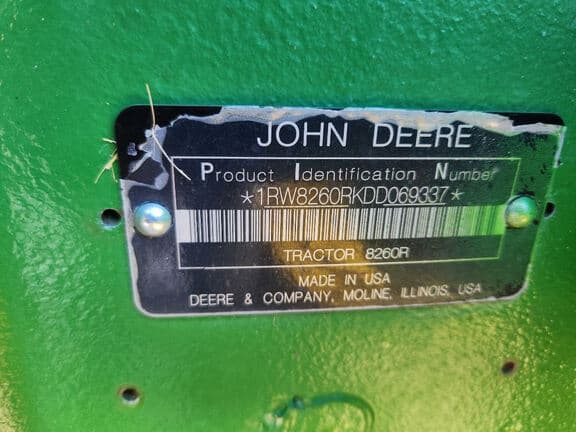 JOHN DEERE
Product Identification Number
*1RW8260RKDD069337*
TRACTOR 8260R
MADE IN USA
DEERE & COMPANY, MOLINE, ILLINOIS, USA